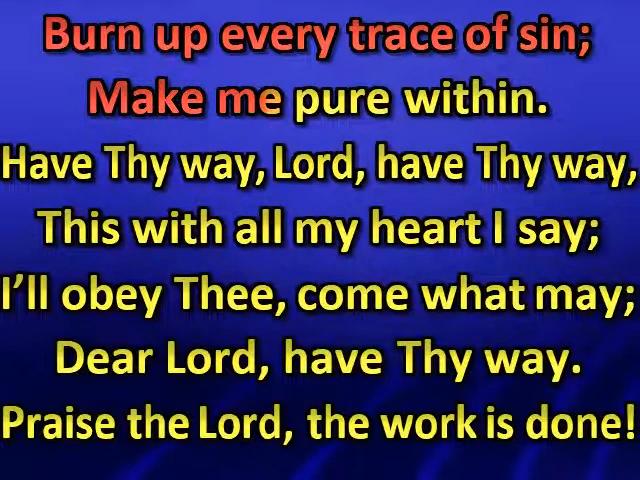 Burn up every trace of sin;
Make me pure within.
Have Thy way, Lord, have Thy way,
This with all my heart I say;
I’ll obey Thee, come what may;
Dear Lord, have Thy way.
Praise the Lord, the work is done!